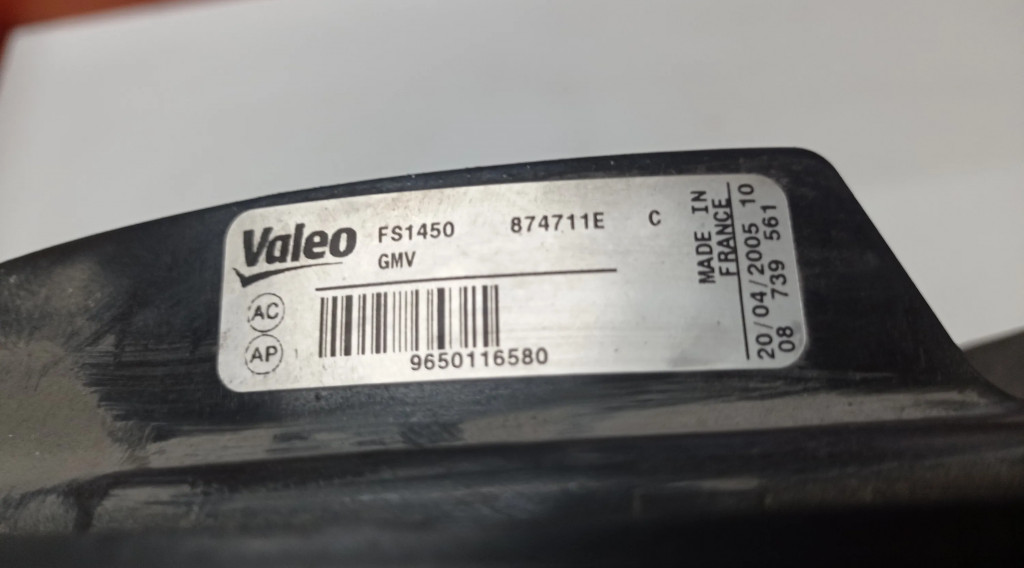 Valeo FS1450 874711E C
GMV
AC
AP
9650116580
MADE IN
FRANCE
20/04/2005 10
08 739 561